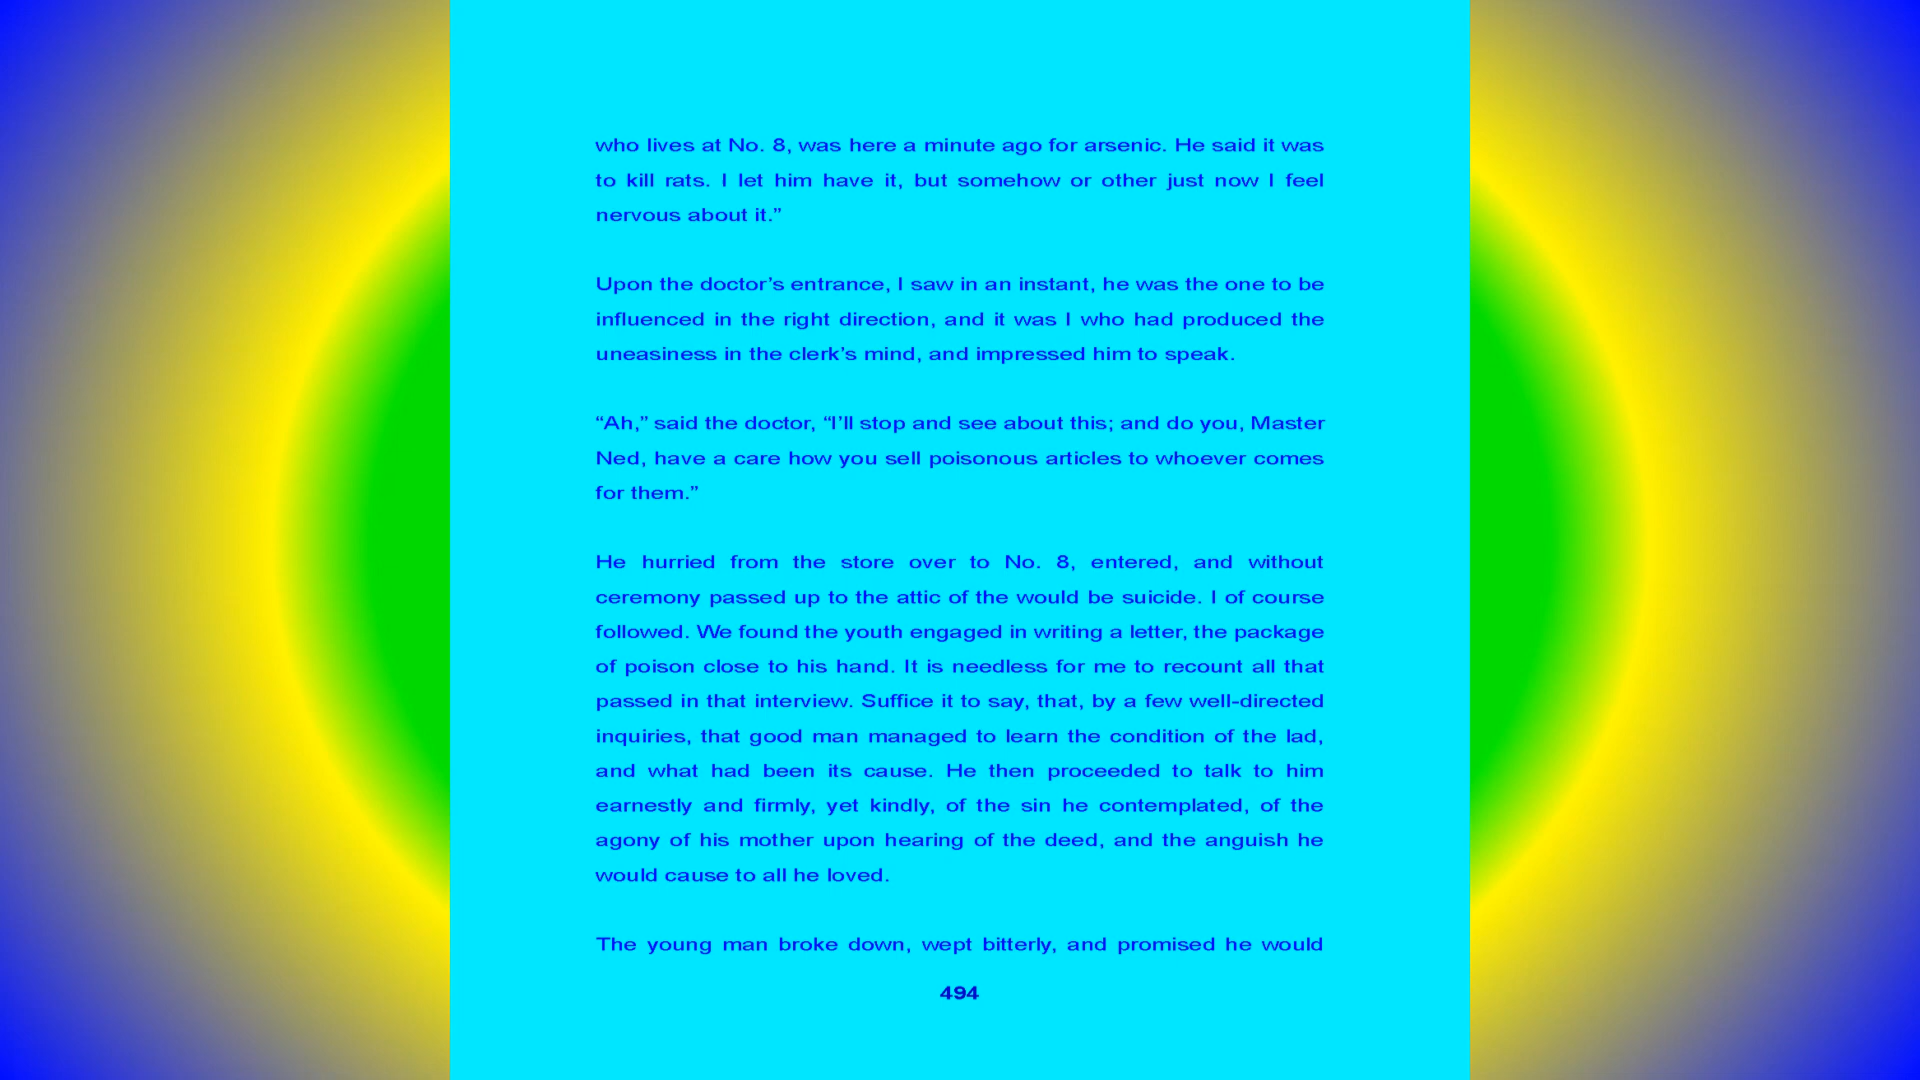 who lives at No. 8, was here a minute ago for arsenic. He said it was
to kill rats. I let him have it, but somehow or other just now I feel
nervous about it.”
Upon the doctor’s entrance, I saw in an instant, he was the one to be
influenced in the right direction, and it was I who had produced the
uneasiness in the clerk’s mind, and impressed him to speak.
“Ah,” said the doctor, “I’ll stop and see about this; and do you, Master
Ned, have a care how you sell poisonous articles to whoever comes
for them.”
He hurried from the store over to No. 8, entered, and without
ceremony passed up to the attic of the would be suicide. I of course
followed. We found the youth engaged in writing a letter, the package
of poison close to his hand. It is needless for me to recount all that
passed in that interview. Suffice it to say, that, by a few well-directed
inquiries, that good man managed to learn the condition of the lad,
and what had been its cause. He then proceeded to talk to him
earnestly and firmly, yet kindly, of the sin he contemplated, of the
agony of his mother upon hearing of the deed, and the anguish he
would cause to all he loved.
The young man broke down, wept bitterly, and promised he would
494